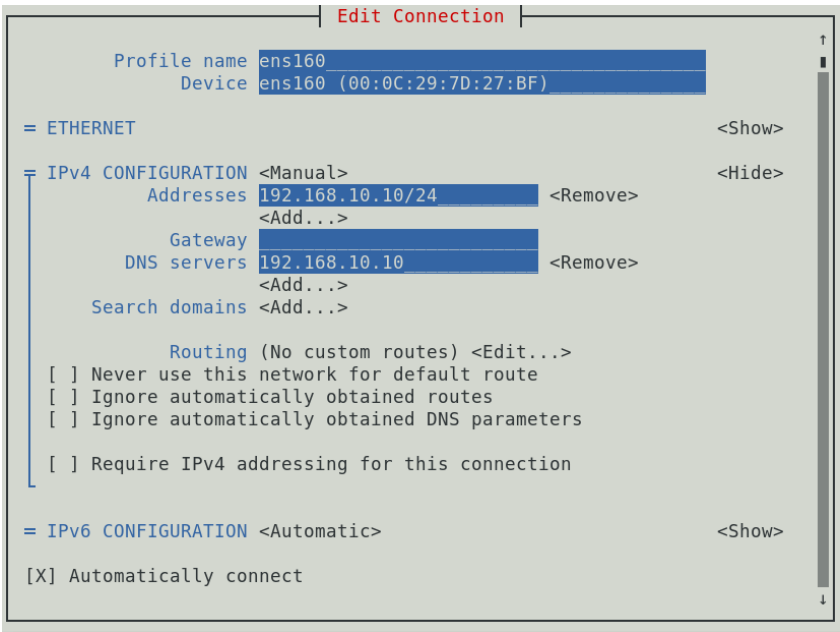 Edit Connection
Profile name ens160
Device ens160 (00:0C:29:7D:27:BF)
= ETHERNET <Show>
= IPv4 CONFIGURATION <Manual> <Hide>
Addresses 192.168.10.10/24 <Remove>
<Add...>
Gateway
DNS servers 192.168.10.10 <Remove>
<Add...>
Search domains <Add...>
Routing (No custom routes) <Edit...>
[ ] Never use this network for default route
[ ] Ignore automatically obtained routes
[ ] Ignore automatically obtained DNS parameters
[ ] Require IPv4 addressing for this connection
= IPv6 CONFIGURATION <Automatic> <Show>
[X] Automatically connect